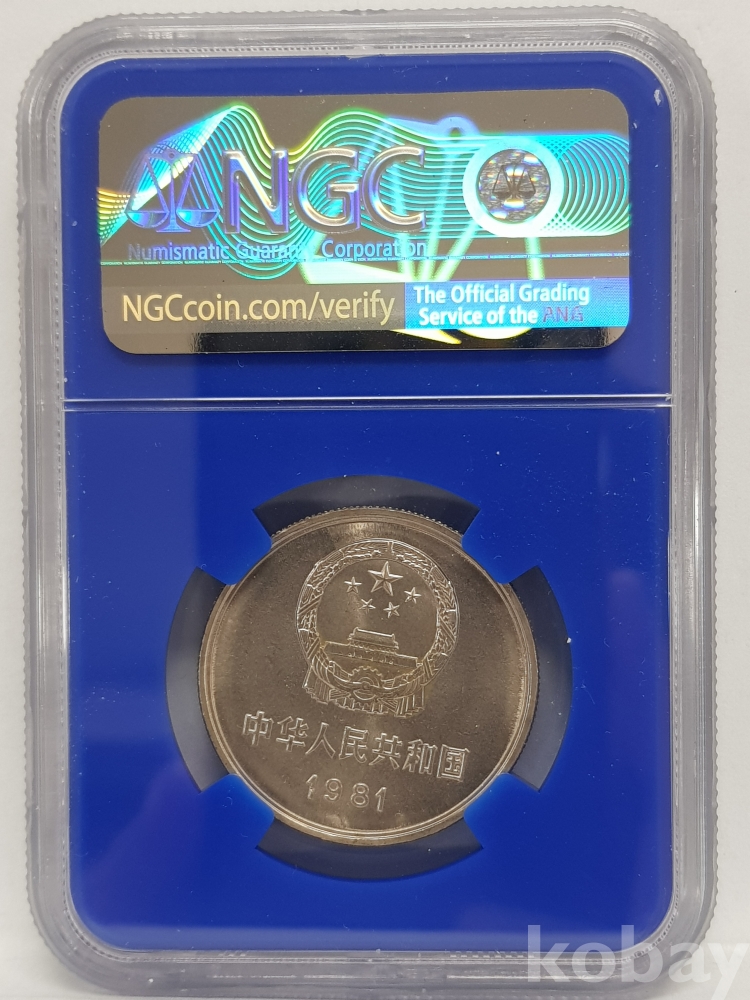 NGC
Numismatic Guaranty Corporation
NGCcoin.com/verify
The Official Grading
Service of the PNG
中华人民共和国
1981
kobay